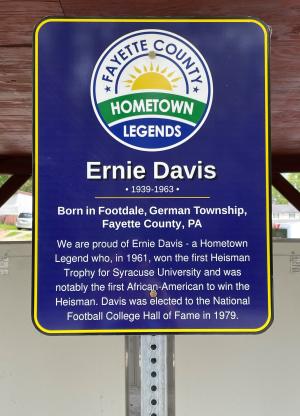 ★ FAYETTE COUNTY ★
HOMETOWN
LEGENDS
Ernie Davis
• 1939-1963 •
Born in Footdale, German Township,
Fayette County, PA
We are proud of Ernie Davis - a Hometown
Legend who, in 1961, won the first Heisman
Trophy for Syracuse University and was
notably the first African-American to win the
Heisman. Davis was elected to the National
Football College Hall of Fame in 1979.